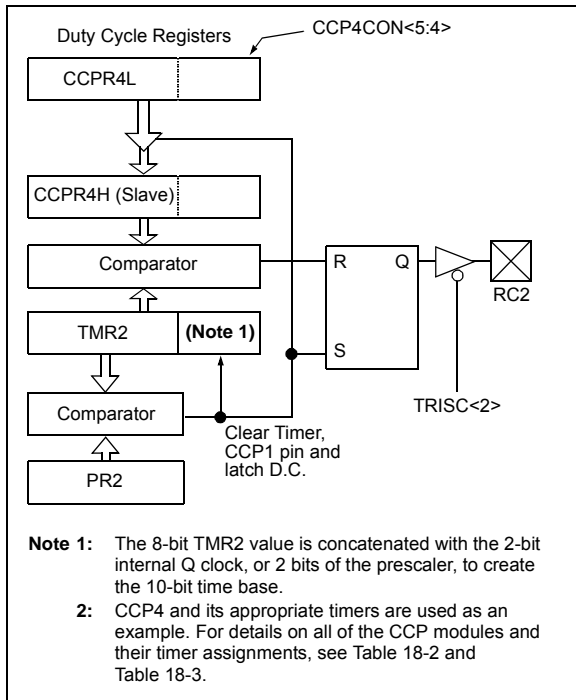 Duty Cycle Registers
CCP4CON<5:4>
CCPR4L
CCPR4H (Slave)
Comparator
R
Q
RC2
TMR2
(Note 1)
S
TRISC<2>
Comparator
Clear Timer,
CCP1 pin and
latch D.C.
PR2
Note 1: The 8-bit TMR2 value is concatenated with the 2-bit
internal Q clock, or 2 bits of the prescaler, to create
the 10-bit time base.
2: CCP4 and its appropriate timers are used as an
example. For details on all of the CCP modules and
their timer assignments, see Table 18-2 and
Table 18-3.